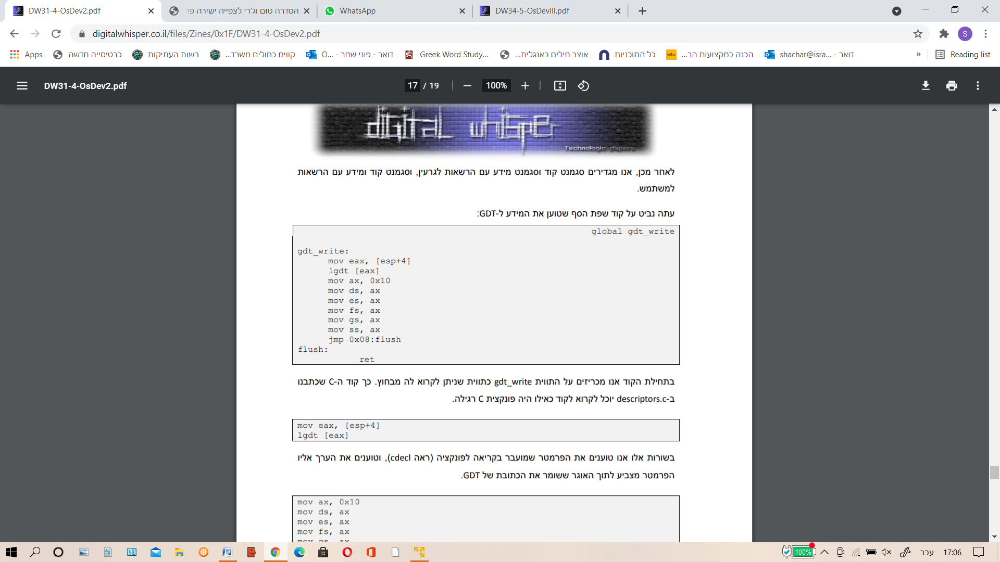 DW31-4-OsDev2.pdf
הסדרה טום וג'רי לצפייה ישירה
WhatsApp
DW34-5-OsDevIII.pdf
digitalwhisper.co.il/files/Zines/0x1F/DW31-4-OsDev2.pdf
S
Apps
כרטיסייה חדשה
רשות העתיקות
קווים כחולים משרד...
דואר - פוני שחר - O...
Greek Word Study...
אוצר מילים באנגלית...
כל התוכניות
הכנה במקצועות הר...
דואר - shachar@isra...
»
Reading list
DW31-4-OsDev2.pdf
17 / 19
100%
digital whisper
Technologic papers
לאחר מכן, אנו מגדירים סגמנט קוד וסגמנט מידע עם הרשאות לגרעין, וסגמנט קוד ומידע עם הרשאות
למשתמש.
עתה נביט על קוד שפת הסף שטוען את המידע ל-GDT:
global gdt_write
gdt_write:
mov eax, [esp+4]
lgdt [eax]
mov ax, 0x10
mov ds, ax
mov es, ax
mov fs, ax
mov gs, ax
mov ss, ax
jmp 0x08:flush
flush:
ret
בתחילת הקוד אנו מכריזים על התווית gdt_write כתווית שניתן לקרוא לה מבחוץ. כך קוד ה-C שכתבנו
ב-descriptors.c יוכל לקרוא לקוד כאילו היה פונקצית C רגילה.
mov eax, [esp+4]
lgdt [eax]
בשורות אלו אנו טוענים את הפרמטר שמועבר בקריאה לפונקציה (ראה cdecl), וטוענים את הערך אליו
הפרמטר מצביע לתוך האוגר ששומר את הכתובת של GDT.
mov ax, 0x10
mov ds, ax
mov es, ax
mov fs, ax
mov gs, ax
100%
עבר
17:06